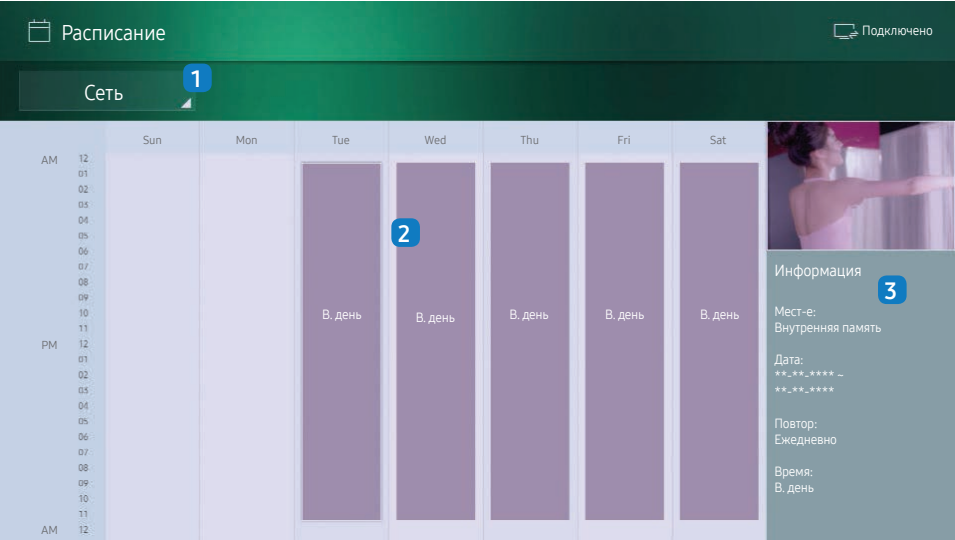 Расписание
Подключено
Сеть
1
Sun Mon Tue Wed Thu Fri Sat
AM 12
01
02
03
04
05
06
07
08
09
10
11
PM 12
01
02
03
04
05
06
07
08
09
10
11
AM 12
2
В. день В. день В. день В. день В. день
Информация
3
Мест-е:
Внутренняя память
Дата:
**-**-**** ~
**-**-****
Повтор:
Ежедневно
Время:
В. день